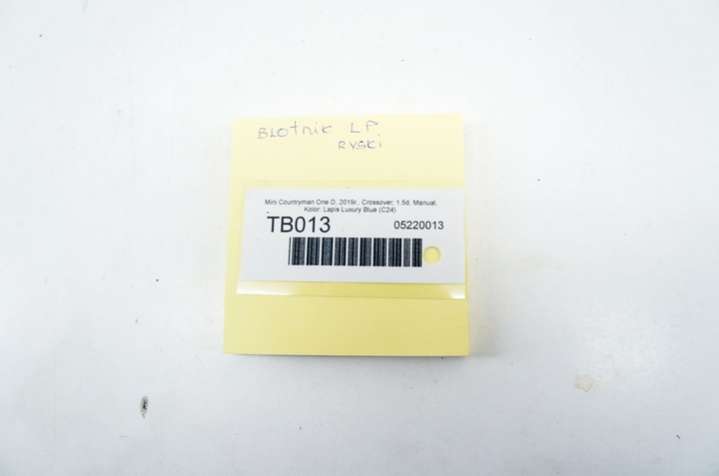 BLOtnik LP.
RYSKI
Mini Countryman One D, 2019r., Crossover, 1.5d, Manual,
Kolor: Lapis Luxury Blue (C24)
TB013
05220013